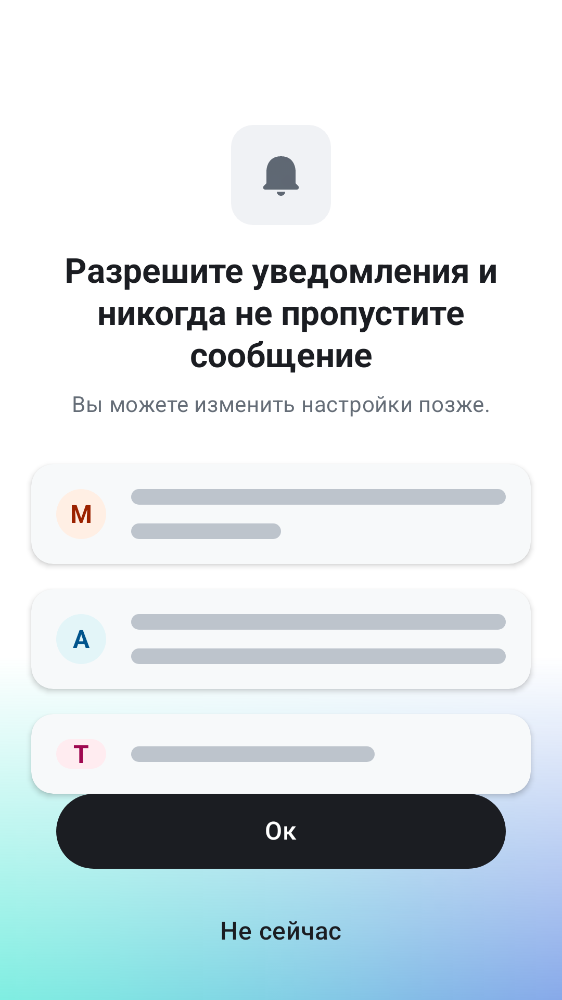 Разрешите уведомления и
никогда не пропустите
сообщение
Вы можете изменить настройки позже.
M
A
T
Ок
Не сейчас